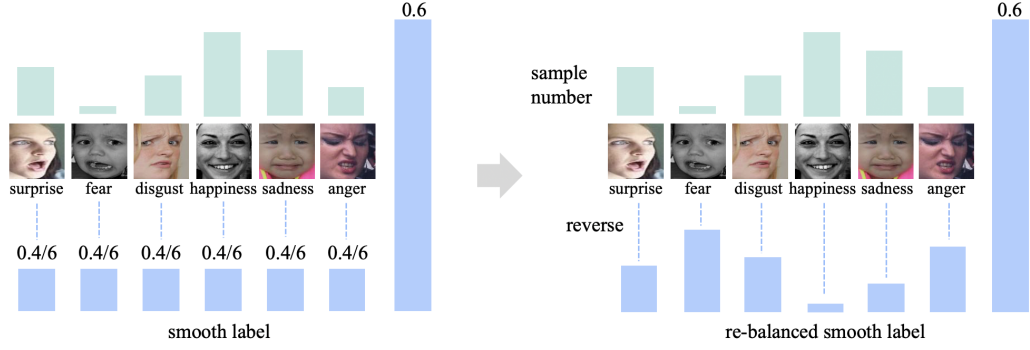 0.6
0.6
sample
number
surprise fear disgust happiness sadness anger
surprise fear disgust happiness sadness anger
reverse
0.4/6 0.4/6 0.4/6 0.4/6 0.4/6 0.4/6
smooth label
re-balanced smooth label